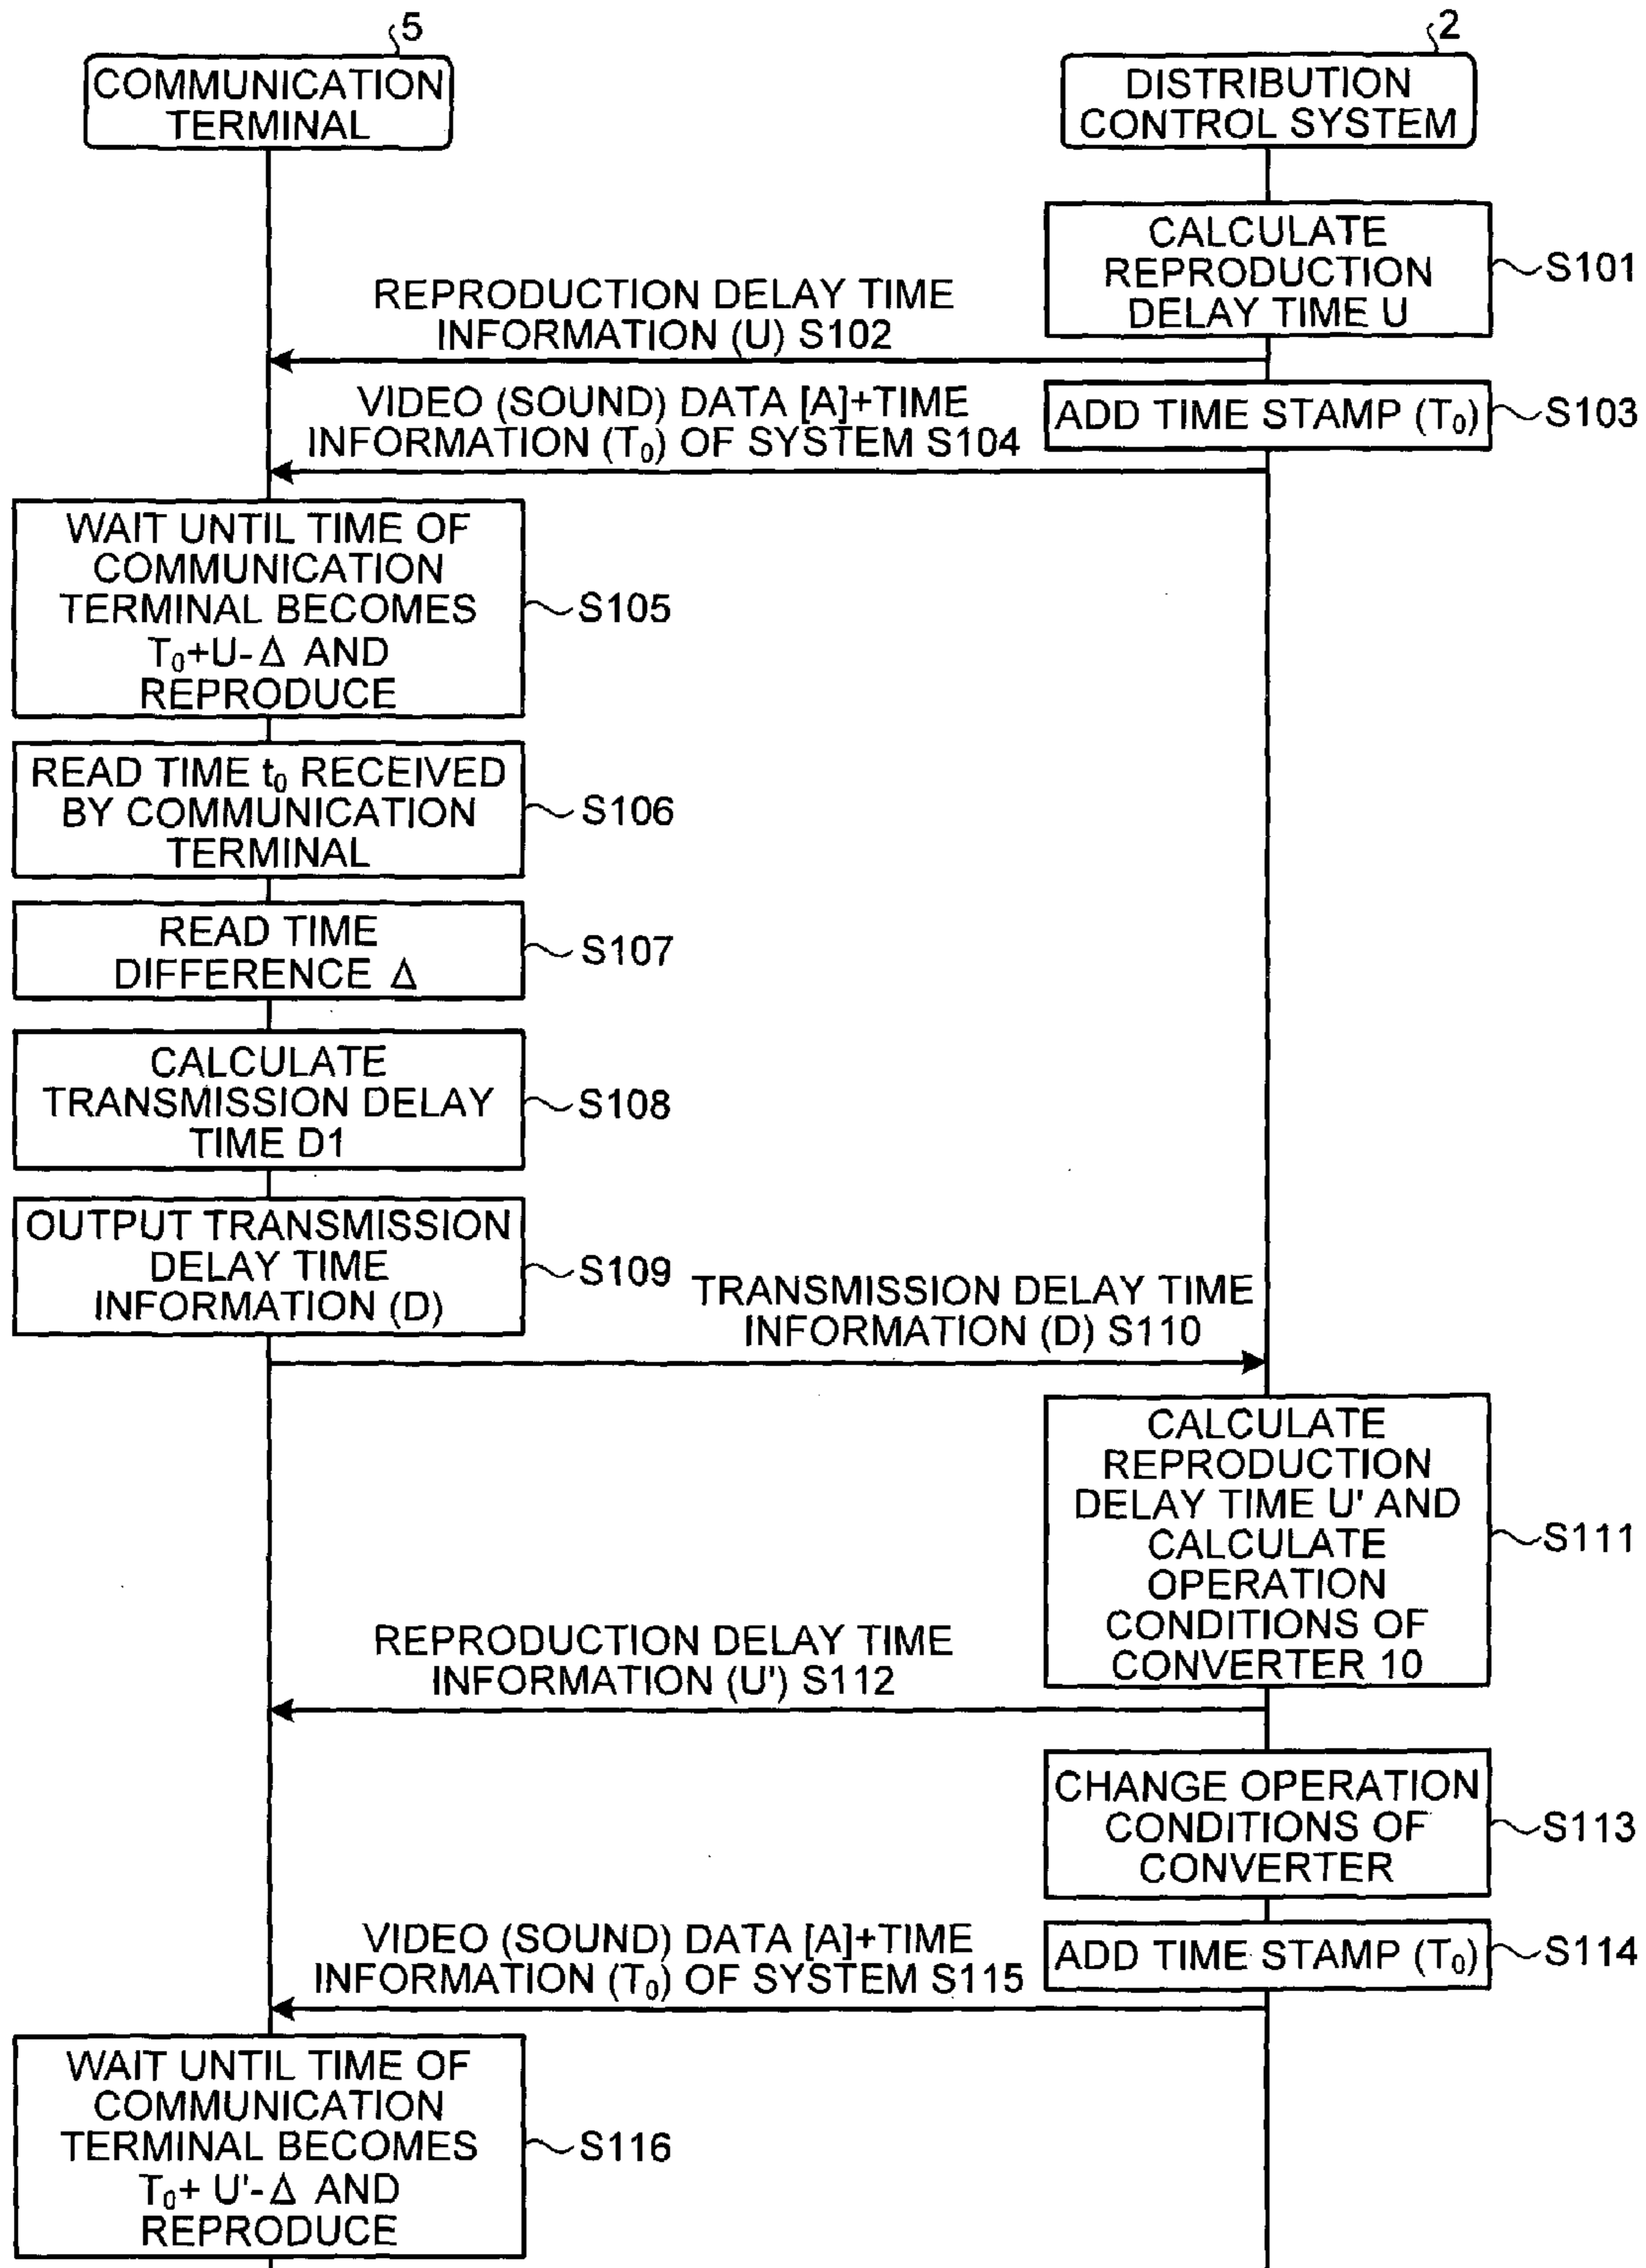 5
COMMUNICATION
TERMINAL
2
DISTRIBUTION
CONTROL SYSTEM
CALCULATE
REPRODUCTION
DELAY TIME U
S101
REPRODUCTION DELAY TIME
INFORMATION (U) S102
ADD TIME STAMP (T₀)
S103
VIDEO (SOUND) DATA [A]+TIME
INFORMATION (T₀) OF SYSTEM S104
WAIT UNTIL TIME OF
COMMUNICATION
TERMINAL BECOMES
T₀+U-Δ AND
REPRODUCE
S105
READ TIME t₀ RECEIVED
BY COMMUNICATION
TERMINAL
S106
READ TIME
DIFFERENCE Δ
S107
CALCULATE
TRANSMISSION DELAY
TIME D1
S108
OUTPUT TRANSMISSION
DELAY TIME
INFORMATION (D)
S109
TRANSMISSION DELAY TIME
INFORMATION (D) S110
CALCULATE
REPRODUCTION
DELAY TIME U' AND
CALCULATE
OPERATION
CONDITIONS OF
CONVERTER 10
S111
REPRODUCTION DELAY TIME
INFORMATION (U') S112
CHANGE OPERATION
CONDITIONS OF
CONVERTER
S113
ADD TIME STAMP (T₀)
S114
VIDEO (SOUND) DATA [A]+TIME
INFORMATION (T₀) OF SYSTEM S115
WAIT UNTIL TIME OF
COMMUNICATION
TERMINAL BECOMES
T₀+ U'-Δ AND
REPRODUCE
S116